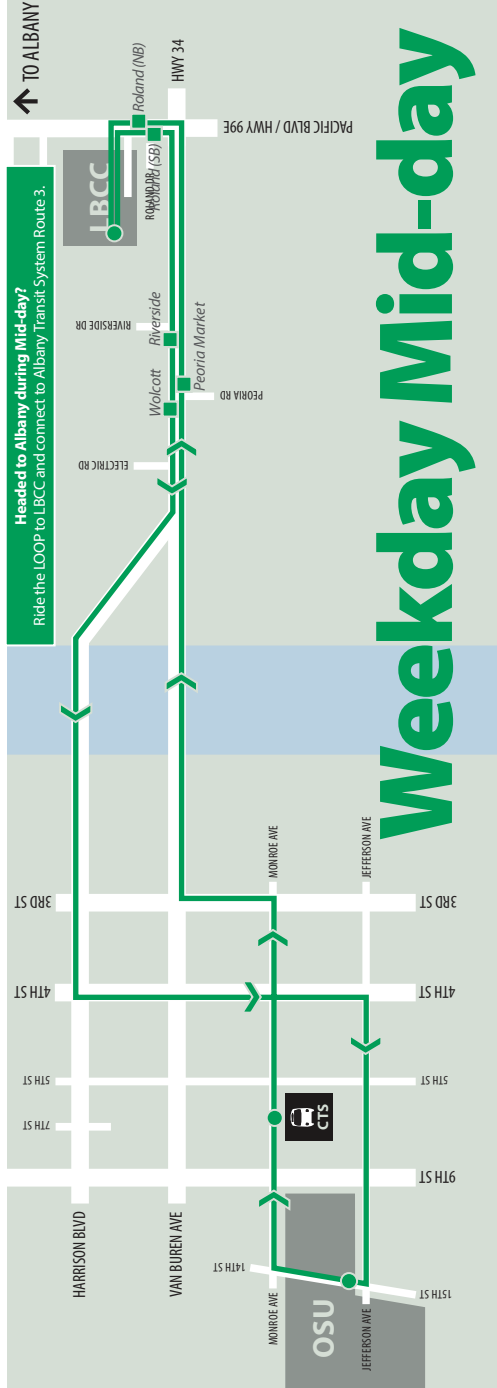 Weekday Mid-day
Headed to Albany during Mid-day?
Ride the LOOP to LBCC and connect to Albany Transit System Route 3.
TO ALBANY
HWY 34
PACIFIC BLVD / HWY 99E
Roland (NB)
Roland (SB)
ROLAND DR
LBCC
RIVERSIDE DR
Riverside
Wolcott
Peoria Market
PEORIA RD
ELECTRIC RD
3RD ST
4TH ST
5TH ST
7TH ST
HARRISON BLVD
VAN BUREN AVE
MONROE AVE
JEFFERSON AVE
3RD ST
4TH ST
5TH ST
9TH ST
CTS
14TH ST
15TH ST
MONROE AVE
OSU
JEFFERSON AVE